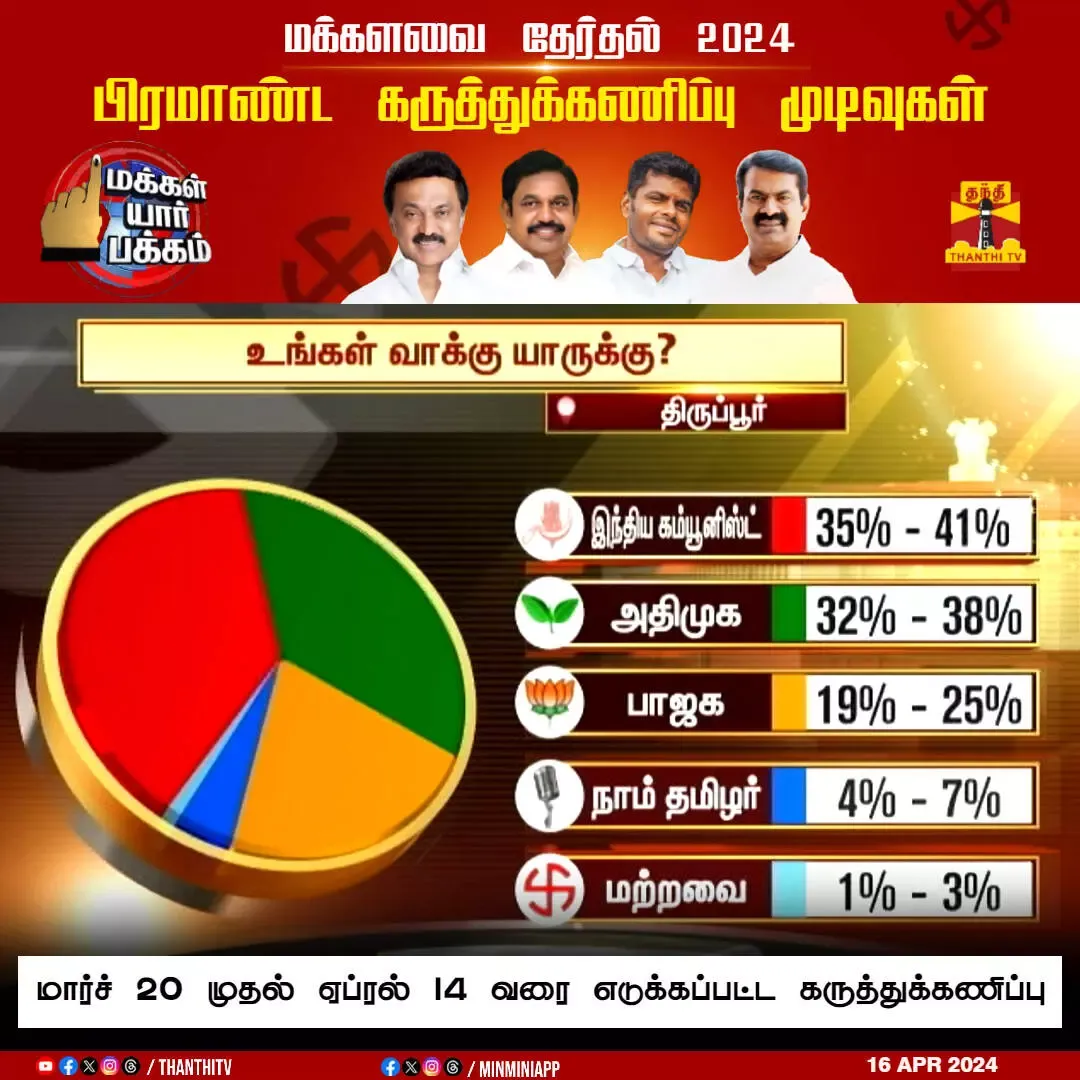 மக்களவை தேர்தல் 2024
பிரமாண்ட கருத்துக்கணிப்பு முடிவுகள்
மக்கள்
யார்
பக்கம்
தந்தி
THANTHI TV
உங்கள் வாக்கு யாருக்கு?
திருப்பூர்
இந்திய கம்யூனிஸ்ட் 35% - 41%
அதிமுக 32% - 38%
பாஜக 19% - 25%
நாம் தமிழர் 4% - 7%
மற்றவை 1% - 3%
மார்ச் 20 முதல் ஏப்ரல் 14 வரை எடுக்கப்பட்ட கருத்துக்கணிப்பு
/ THANTHITV / MINMINIAPP 16 APR 2024